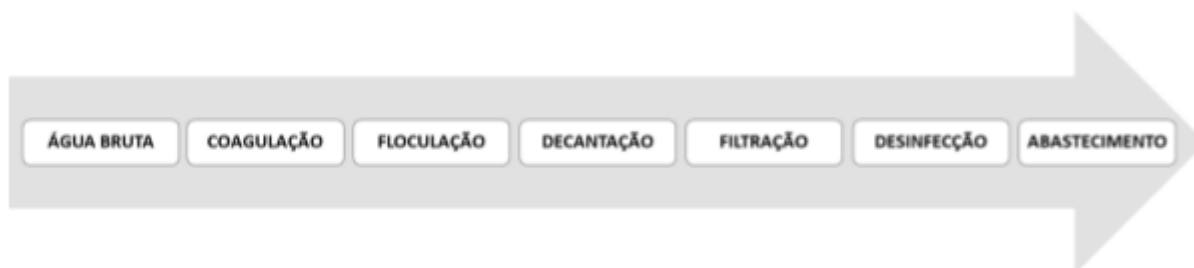 ÁGUA BRUTA COAGULAÇÃO FLOCULAÇÃO DECANTAÇÃO FILTRAÇÃO DESINFECÇÃO ABASTECIMENTO